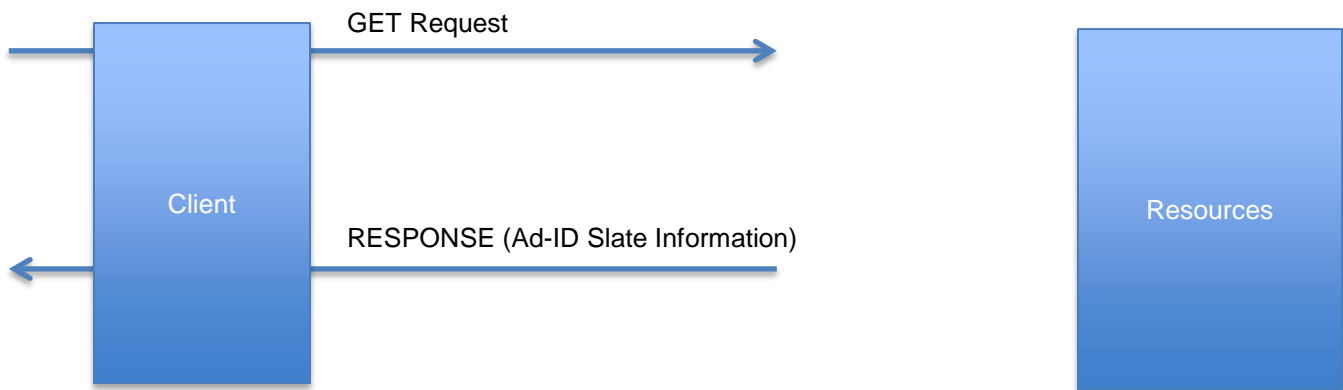 GET Request
Client
Resources
RESPONSE (Ad-ID Slate Information)